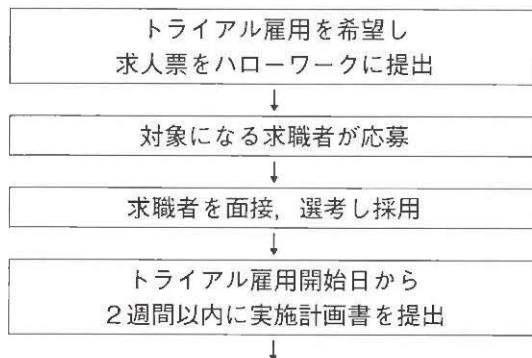 トライアル雇用を希望し
求人票をハローワークに提出
対象になる求職者が応募
求職者を面接，選考し採用
トライアル雇用開始日から
2週間以内に実施計画書を提出